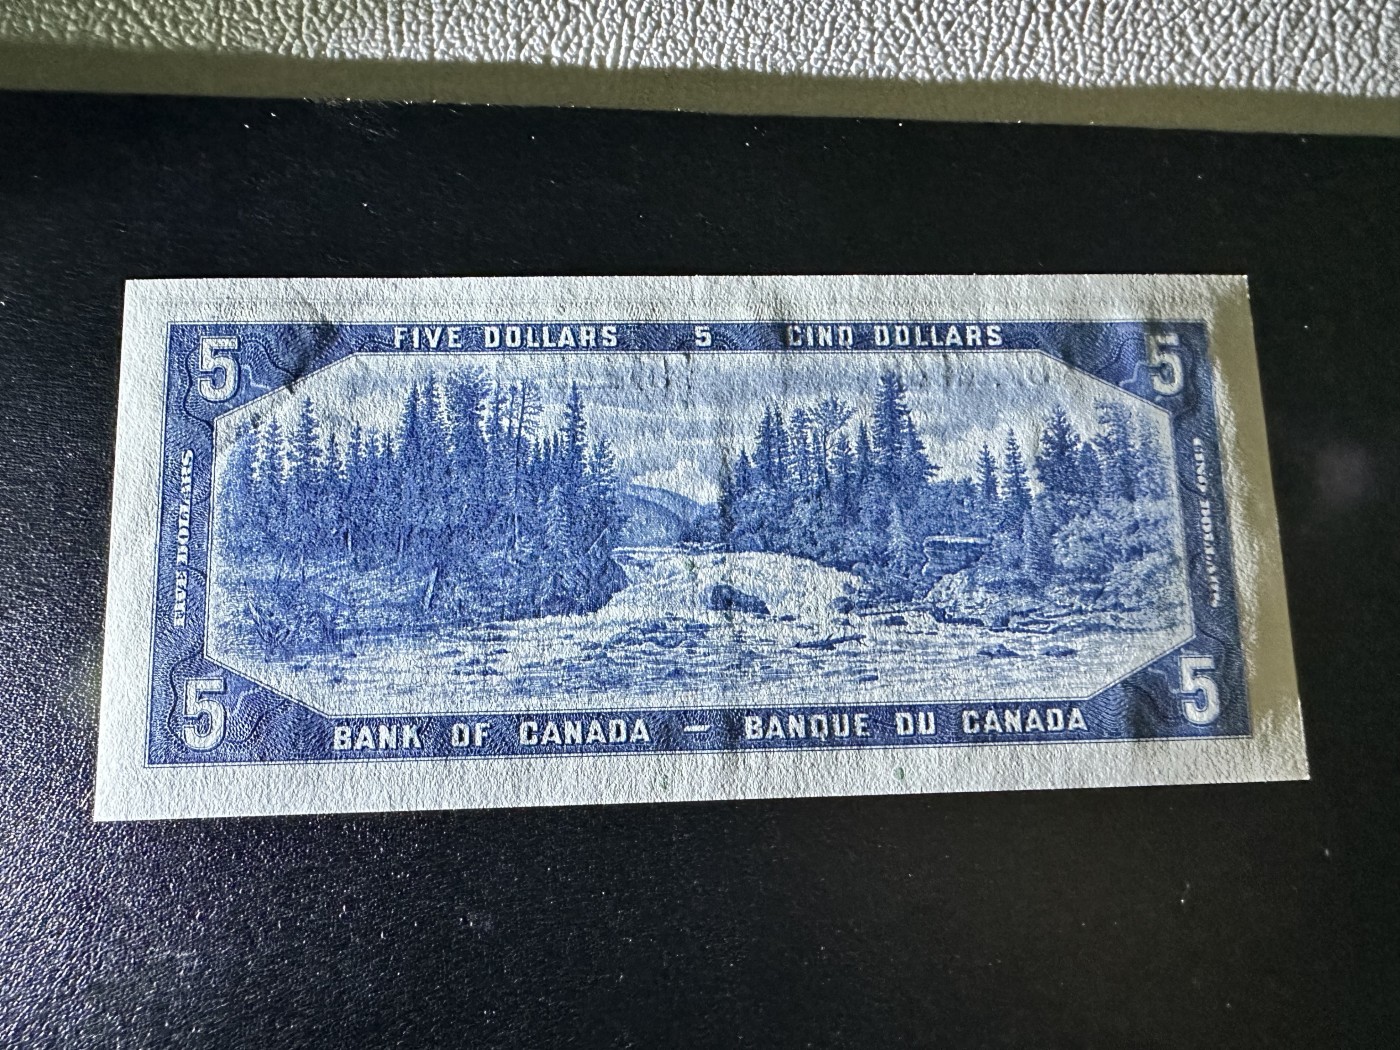 FIVE DOLLARS 5 CINQ DOLLARS
5 5
FIVE DOLLARS
CINQ DOLLARS
5 5
BANK OF CANADA — BANQUE DU CANADA